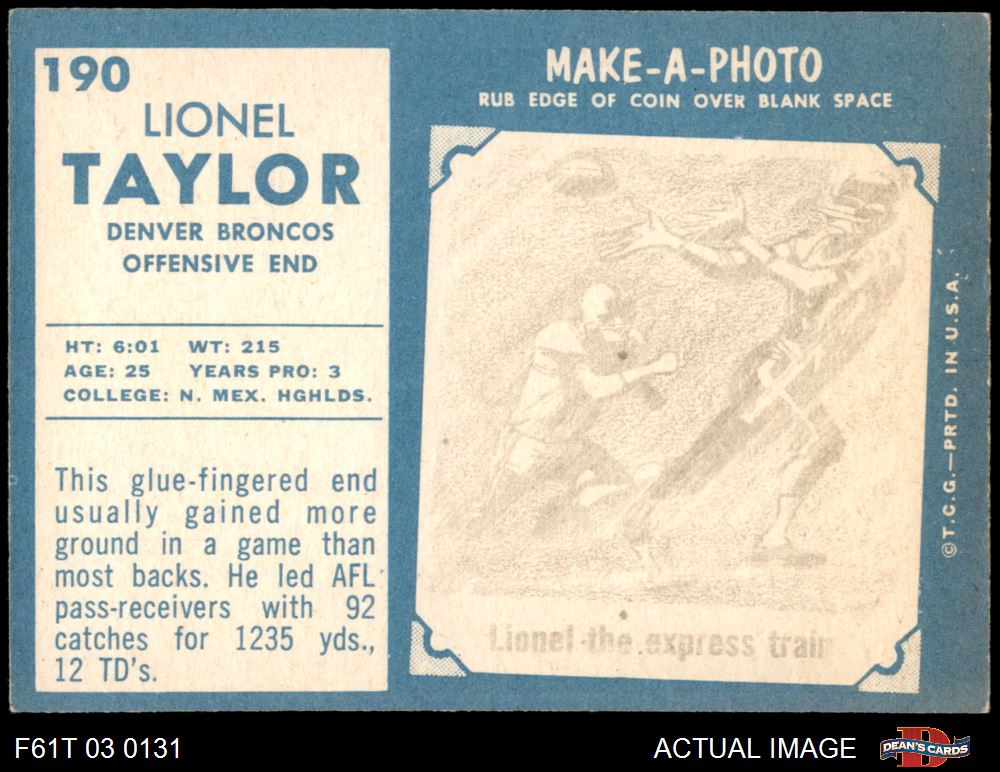 190
LIONEL
TAYLOR
DENVER BRONCOS
OFFENSIVE END
HT: 6:01 WT: 215
AGE: 25 YEARS PRO: 3
COLLEGE: N. MEX. HGHLDS.
This glue-fingered end
usually gained more
ground in a game than
most backs. He led AFL
pass-receivers with 92
catches for 1235 yds.,
12 TD's.
MAKE-A-PHOTO
RUB EDGE OF COIN OVER BLANK SPACE
Lionel-the express train
©T.C.G.—PRTD. IN U.S.A.
F61T 03 0131
ACTUAL IMAGE
D
DEAN'S CARDS